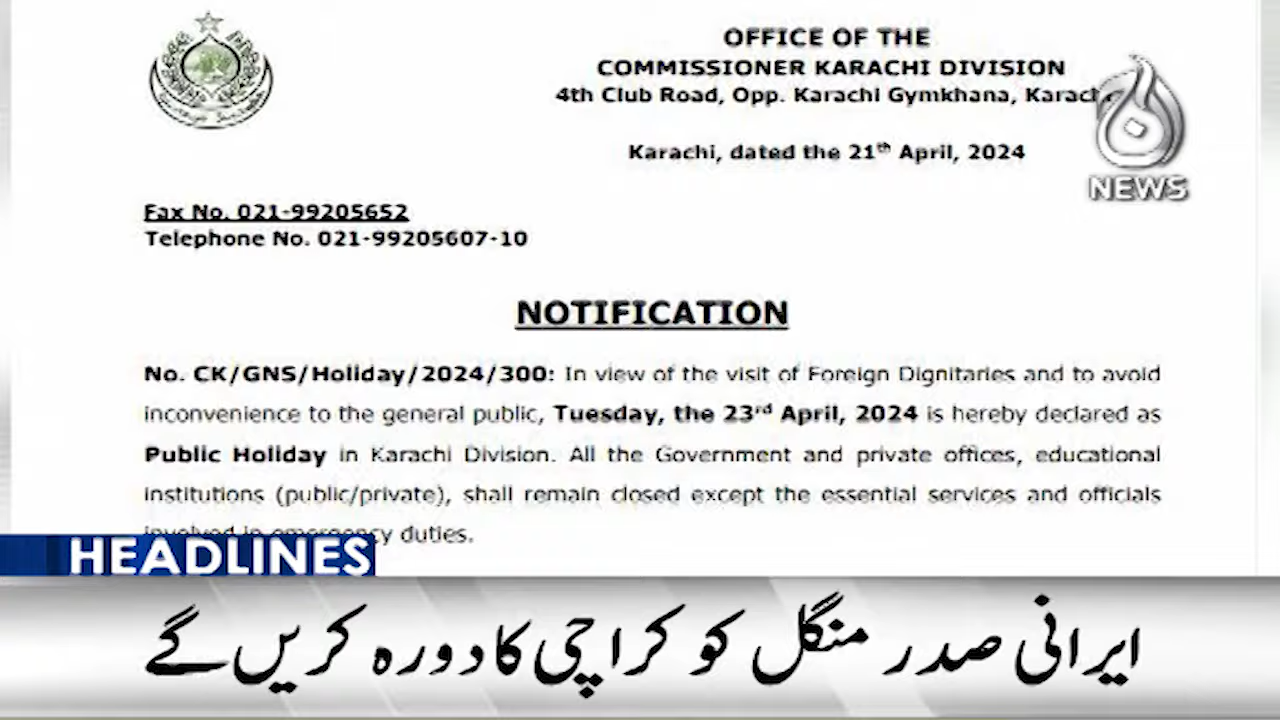 OFFICE OF THE
COMMISSIONER KARACHI DIVISION
4th Club Road, Opp. Karachi Gymkhana, Karachi
Karachi, dated the 21th April, 2024
NEWS
Fax No. 021-99205652
Telephone No. 021-99205607-10
NOTIFICATION
No. CK/GNS/Holiday/2024/300: In view of the visit of Foreign Dignitaries and to avoid
inconvenience to the general public, Tuesday, the 23rd April, 2024 is hereby declared as
Public Holiday in Karachi Division. All the Government and private offices, educational
institutions (public/private), shall remain closed except the essential services and officials
involved in emergency duties.
HEADLINES
ایرانی صدر منگل کو کراچی کا دورہ کریں گے